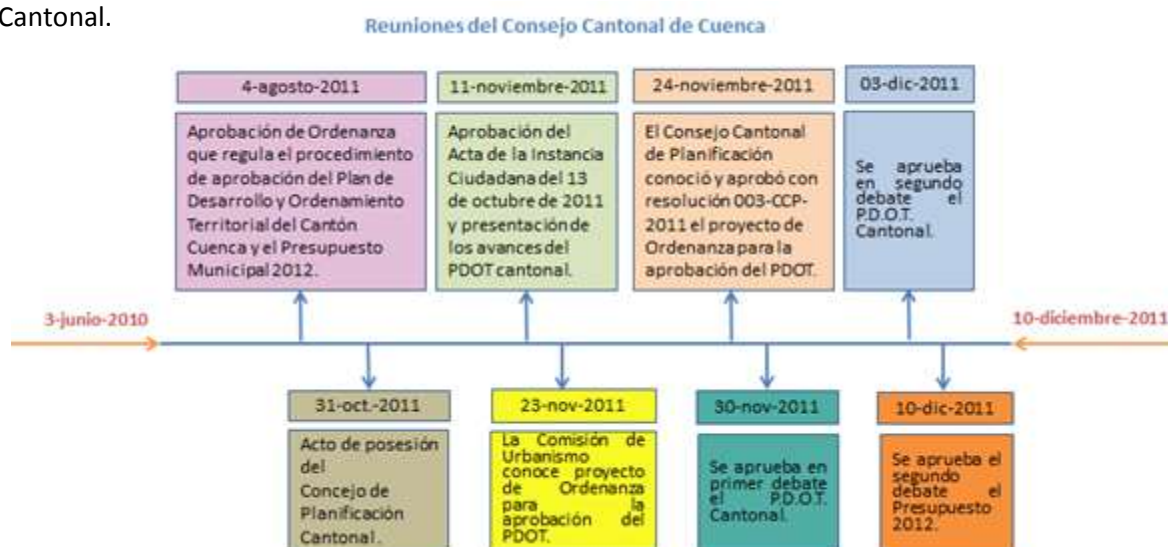 Cantonal.
Reuniones del Consejo Cantonal de Cuenca
4-agosto-2011
Aprobación de Ordenanza
que regula el procedimiento
de aprobación del Plan de
Desarrollo y Ordenamiento
Territorial del Cantón
Cuenca y el Presupuesto
Municipal 2012.
11-noviembre-2011
Aprobación del
Acta de la Instancia
Ciudadana del 13
de octubre de 2011
y presentación de
los avances del
PDOT cantonal.
24-noviembre-2011
El Consejo Cantonal
de Planificación
conoció y aprobó con
resolución 003-CCP-
2011 el proyecto de
Ordenanza para la
aprobación del PDOT.
03-dic-2011
Se aprueba
en segundo
debate el
P.D.O.T.
Cantonal.
3-junio-2010
10-diciembre-2011
31-oct.-2011
Acto de posesión
del
Concejo de
Planificación
Cantonal.
23-nov-2011
La Comisión de
Urbanismo
conoce proyecto
de Ordenanza
para la
aprobación del
PDOT.
30-nov-2011
Se aprueba en
primer debate
el P.D.O.T.
Cantonal.
10-dic-2011
Se aprueba el
segundo
debate el
Presupuesto
2012.